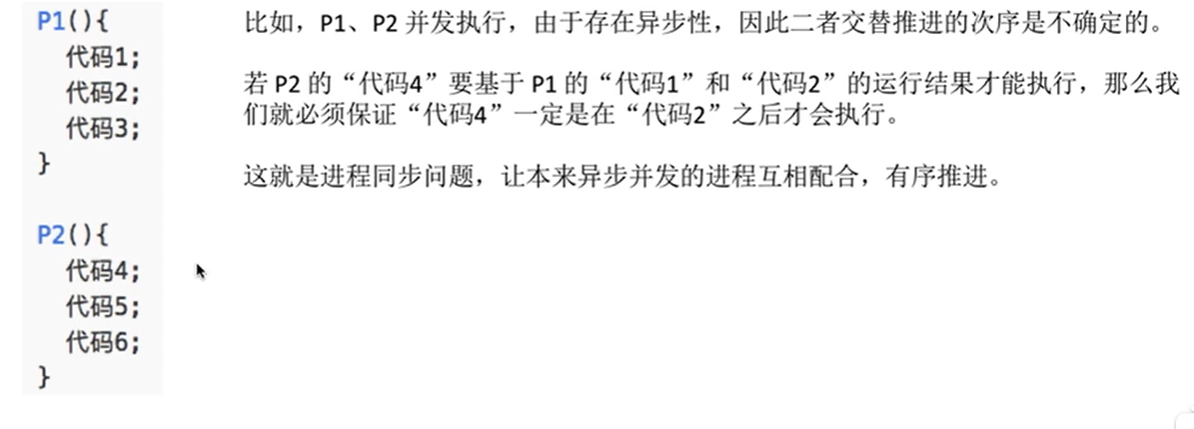 P1(){
代码1;
代码2;
代码3;
}
P2(){
代码4;
代码5;
代码6;
}
比如，P1、P2 并发执行，由于存在异步性，因此二者交替推进的次序是不确定的。
若 P2 的“代码4”要基于 P1 的“代码1”和“代码2”的运行结果才能执行，那么我
们就必须保证“代码4”一定是在“代码2”之后才会执行。
这就是进程同步问题，让本来异步并发的进程互相配合，有序推进。